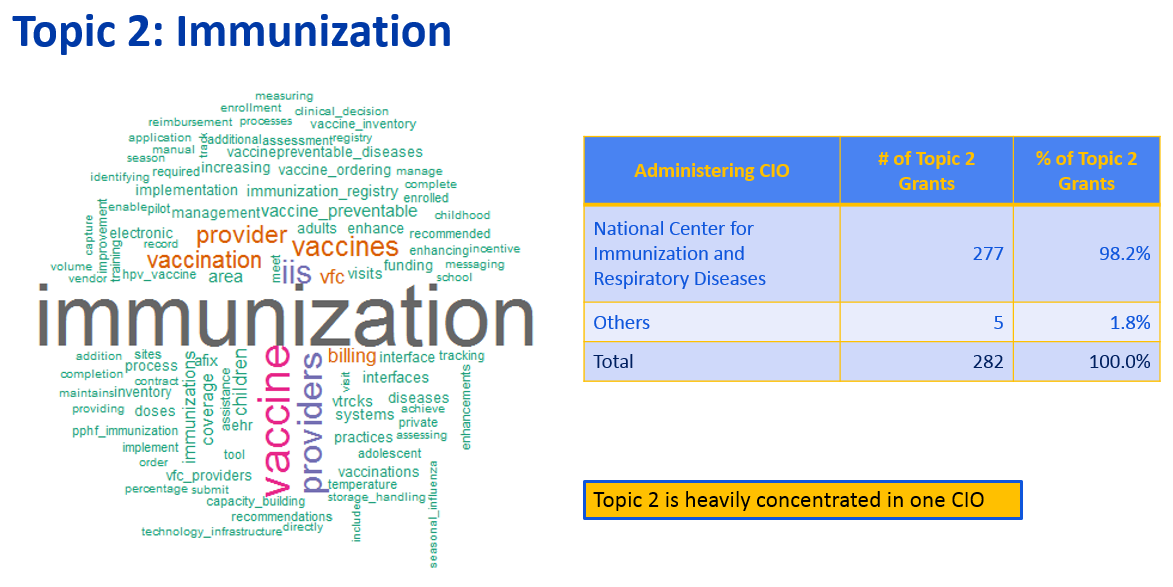 Topic 2: Immunization
measuring
enrollment
clinical_decision
reimbursement
processes
vaccine_inventory
application
track
additional
assessment
registry
manual
vaccinepreventable_diseases
season
required
increasing
vaccine_ordering
manage
identifying
implementation
immunization_registry
complete
enrolled
enable
pilot
management
vaccine_preventable
childhood
capture
improvement
electronic
provider
adults
enhance
recommended
record
vaccines
enhancing
incentive
training
vaccination
meet
iis
vfc
visits
funding
messaging
volume
vendor
hpv_vaccine
area
school
immunization
addition
sites
immunizations
afix
children
vaccine
providers
billing
interface
tracking
process
completion
contract
coverage
assistance
visit
interfaces
enhancements
maintains
inventory
vtrcks
diseases
providing
doses
ehr
systems
achieve
private
pphf_immunization
practices
assessing
implement
tool
adolescent
order
vfc_providers
vaccinations
percentage
submit
temperature
capacity_building
storage_handling
seasonal_influenza
recommendations
included
technology_infrastructure
directly
Administering CIO
# of Topic 2
Grants
% of Topic 2
Grants
National Center for
Immunization and
Respiratory Diseases
277
98.2%
Others
5
1.8%
Total
282
100.0%
Topic 2 is heavily concentrated in one CIO